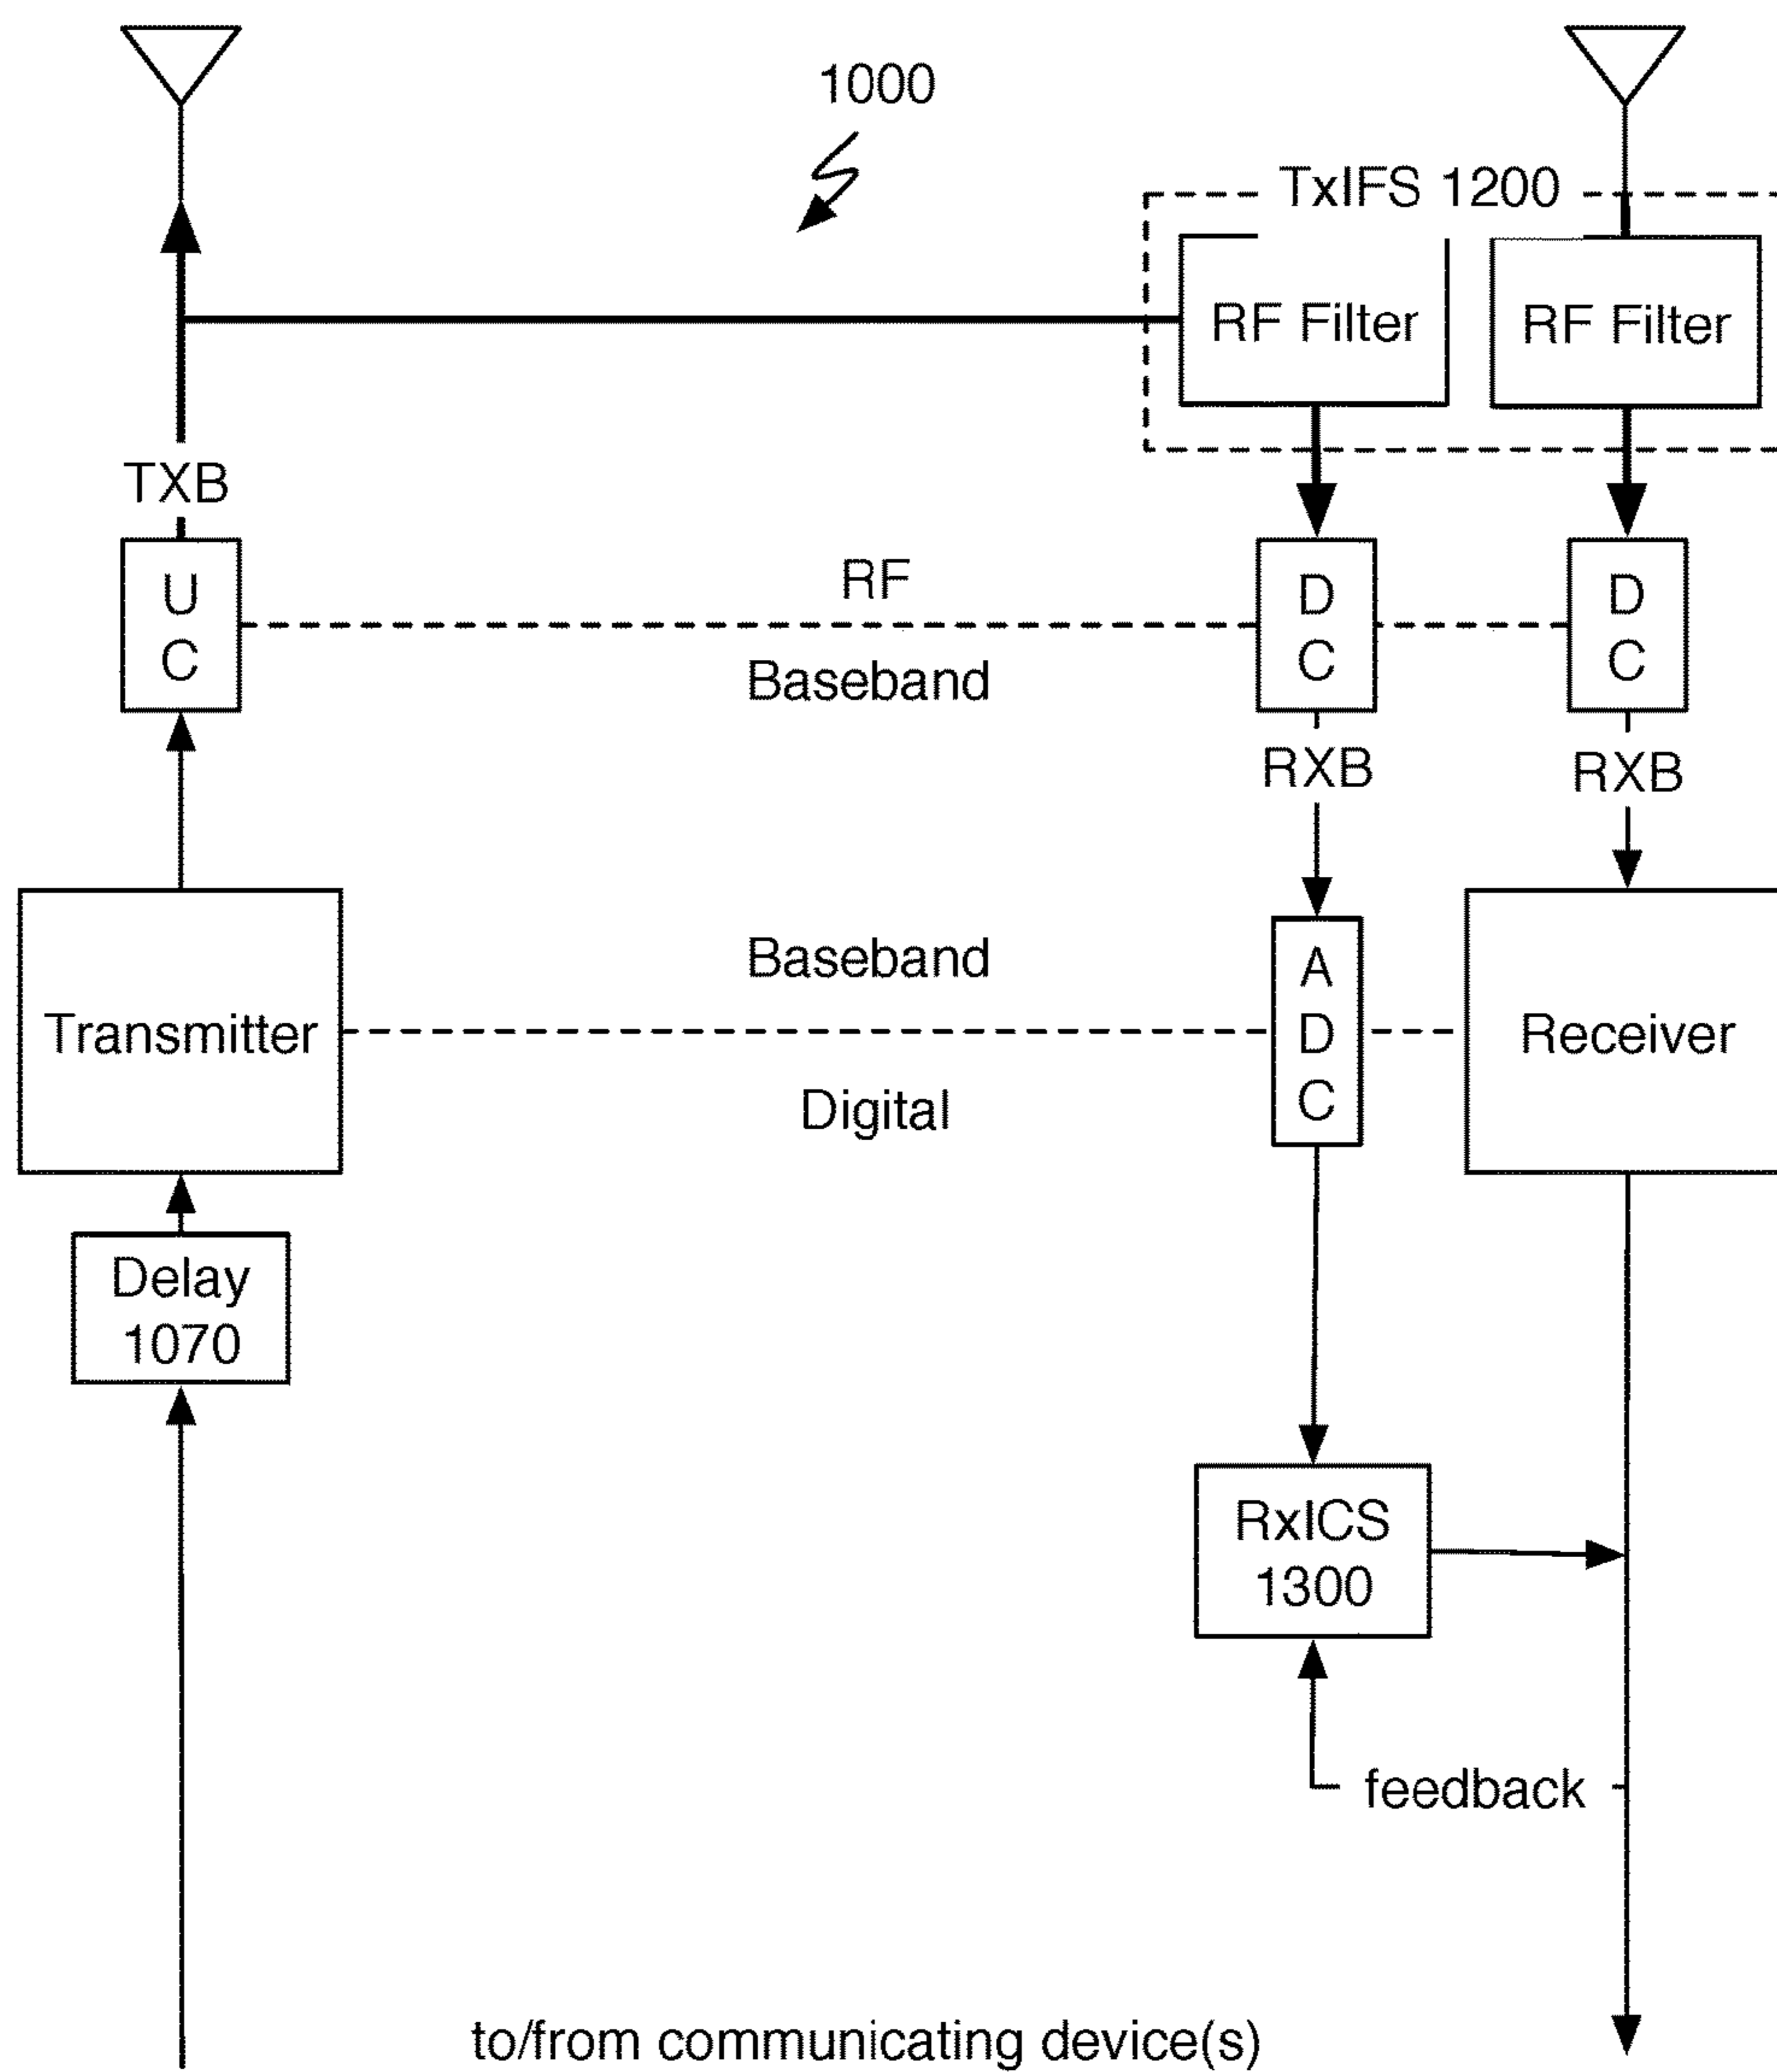 1000
TxIFS 1200
RF Filter
RF Filter
TXB
U
C
RF
Baseband
D
C
D
C
RXB
RXB
Transmitter
Baseband
Digital
A
D
C
Receiver
Delay
1070
RxICS
1300
feedback
to/from communicating device(s)